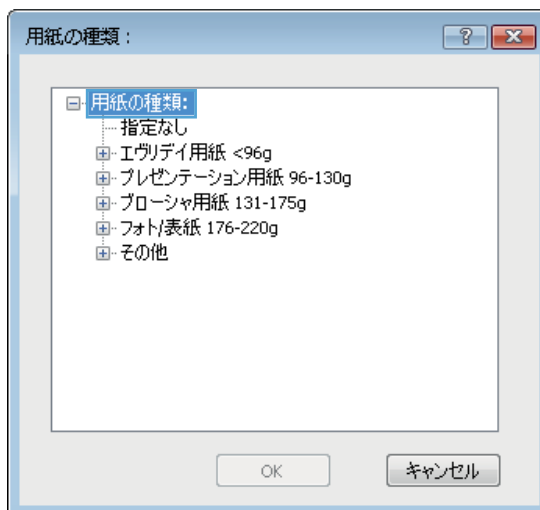 用紙の種類 :
?
用紙の種類:
指定なし
エヴリデイ用紙 <96g
プレゼンテーション用紙 96-130g
ブローシャ用紙 131-175g
フォト/表紙 176-220g
その他
OK
キャンセル